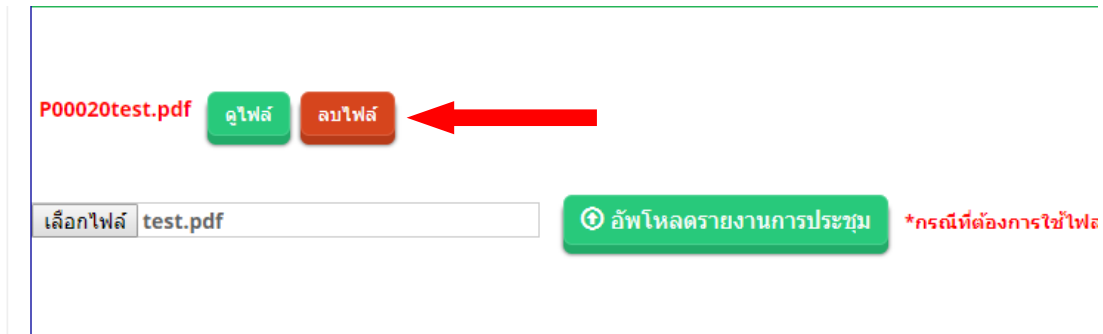 P00020test.pdf ดูไฟล์ ลบไฟล์
เลือกไฟล์ test.pdf อัพโหลดรายงานการประชุม *กรณีที่ต้องการใช้ไฟล